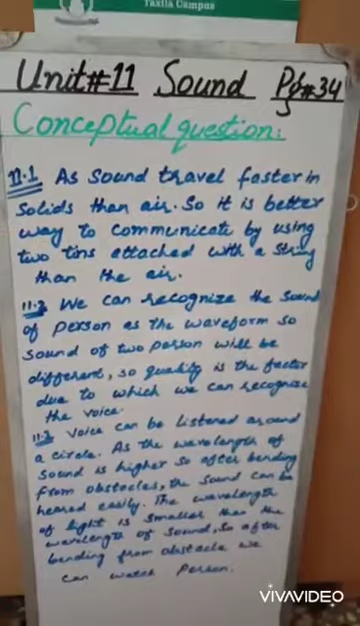 Taxila Campus
Unit#11 Sound Pg#34
Conceptual question:
11.1 As Sound travel faster in
Solids than air. So it is better
way to communicate by using
two tins attached with a string
than the air.
11.2 We can recognize the sound
of person as the waveform so
sound of two person will be
different, so quality is the factor
due to which we can recognize
the voice.
11.3 Voice can be listened around
a circle. As the wavelength of
sound is higher so after bending
from obstacles, the sound can be
heared easily. The wavelength
of light is smaller than the
wavelength of sound, so after
bending from obstacle we
can watch person.
VIVAVIDEO